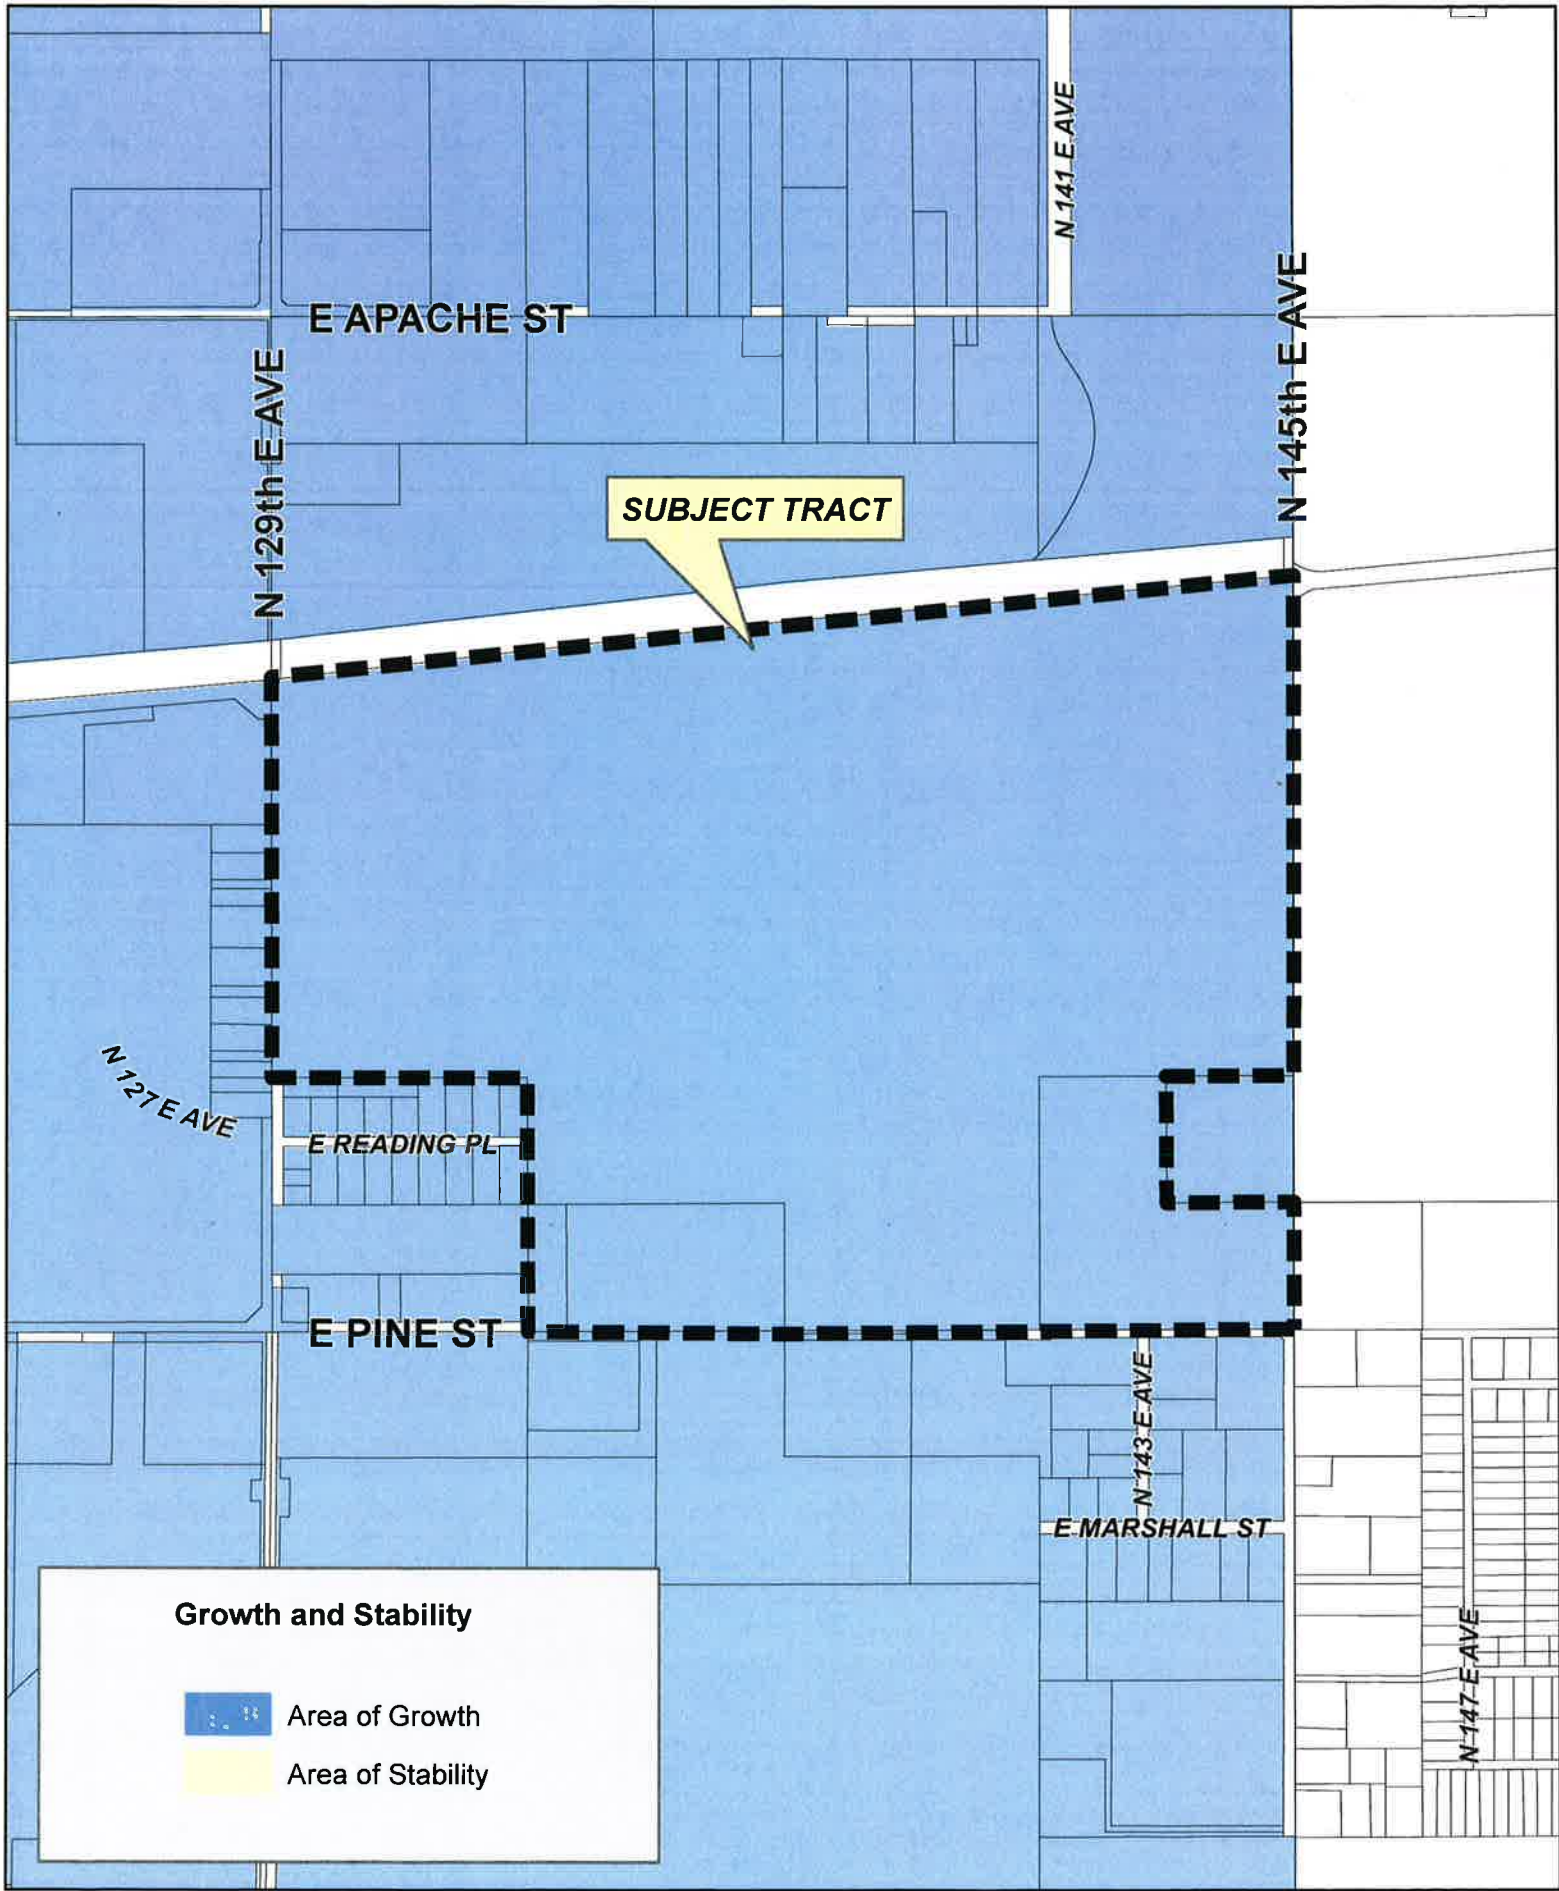 N 141 E AVE
E APACHE ST
N 145th E AVE
N 129th E AVE
SUBJECT TRACT
N 127 E AVE
E READING PL
E PINE ST
N 143 E AVE
E MARSHALL ST
N 147 E AVE
Growth and Stability
Area of Growth
Area of Stability